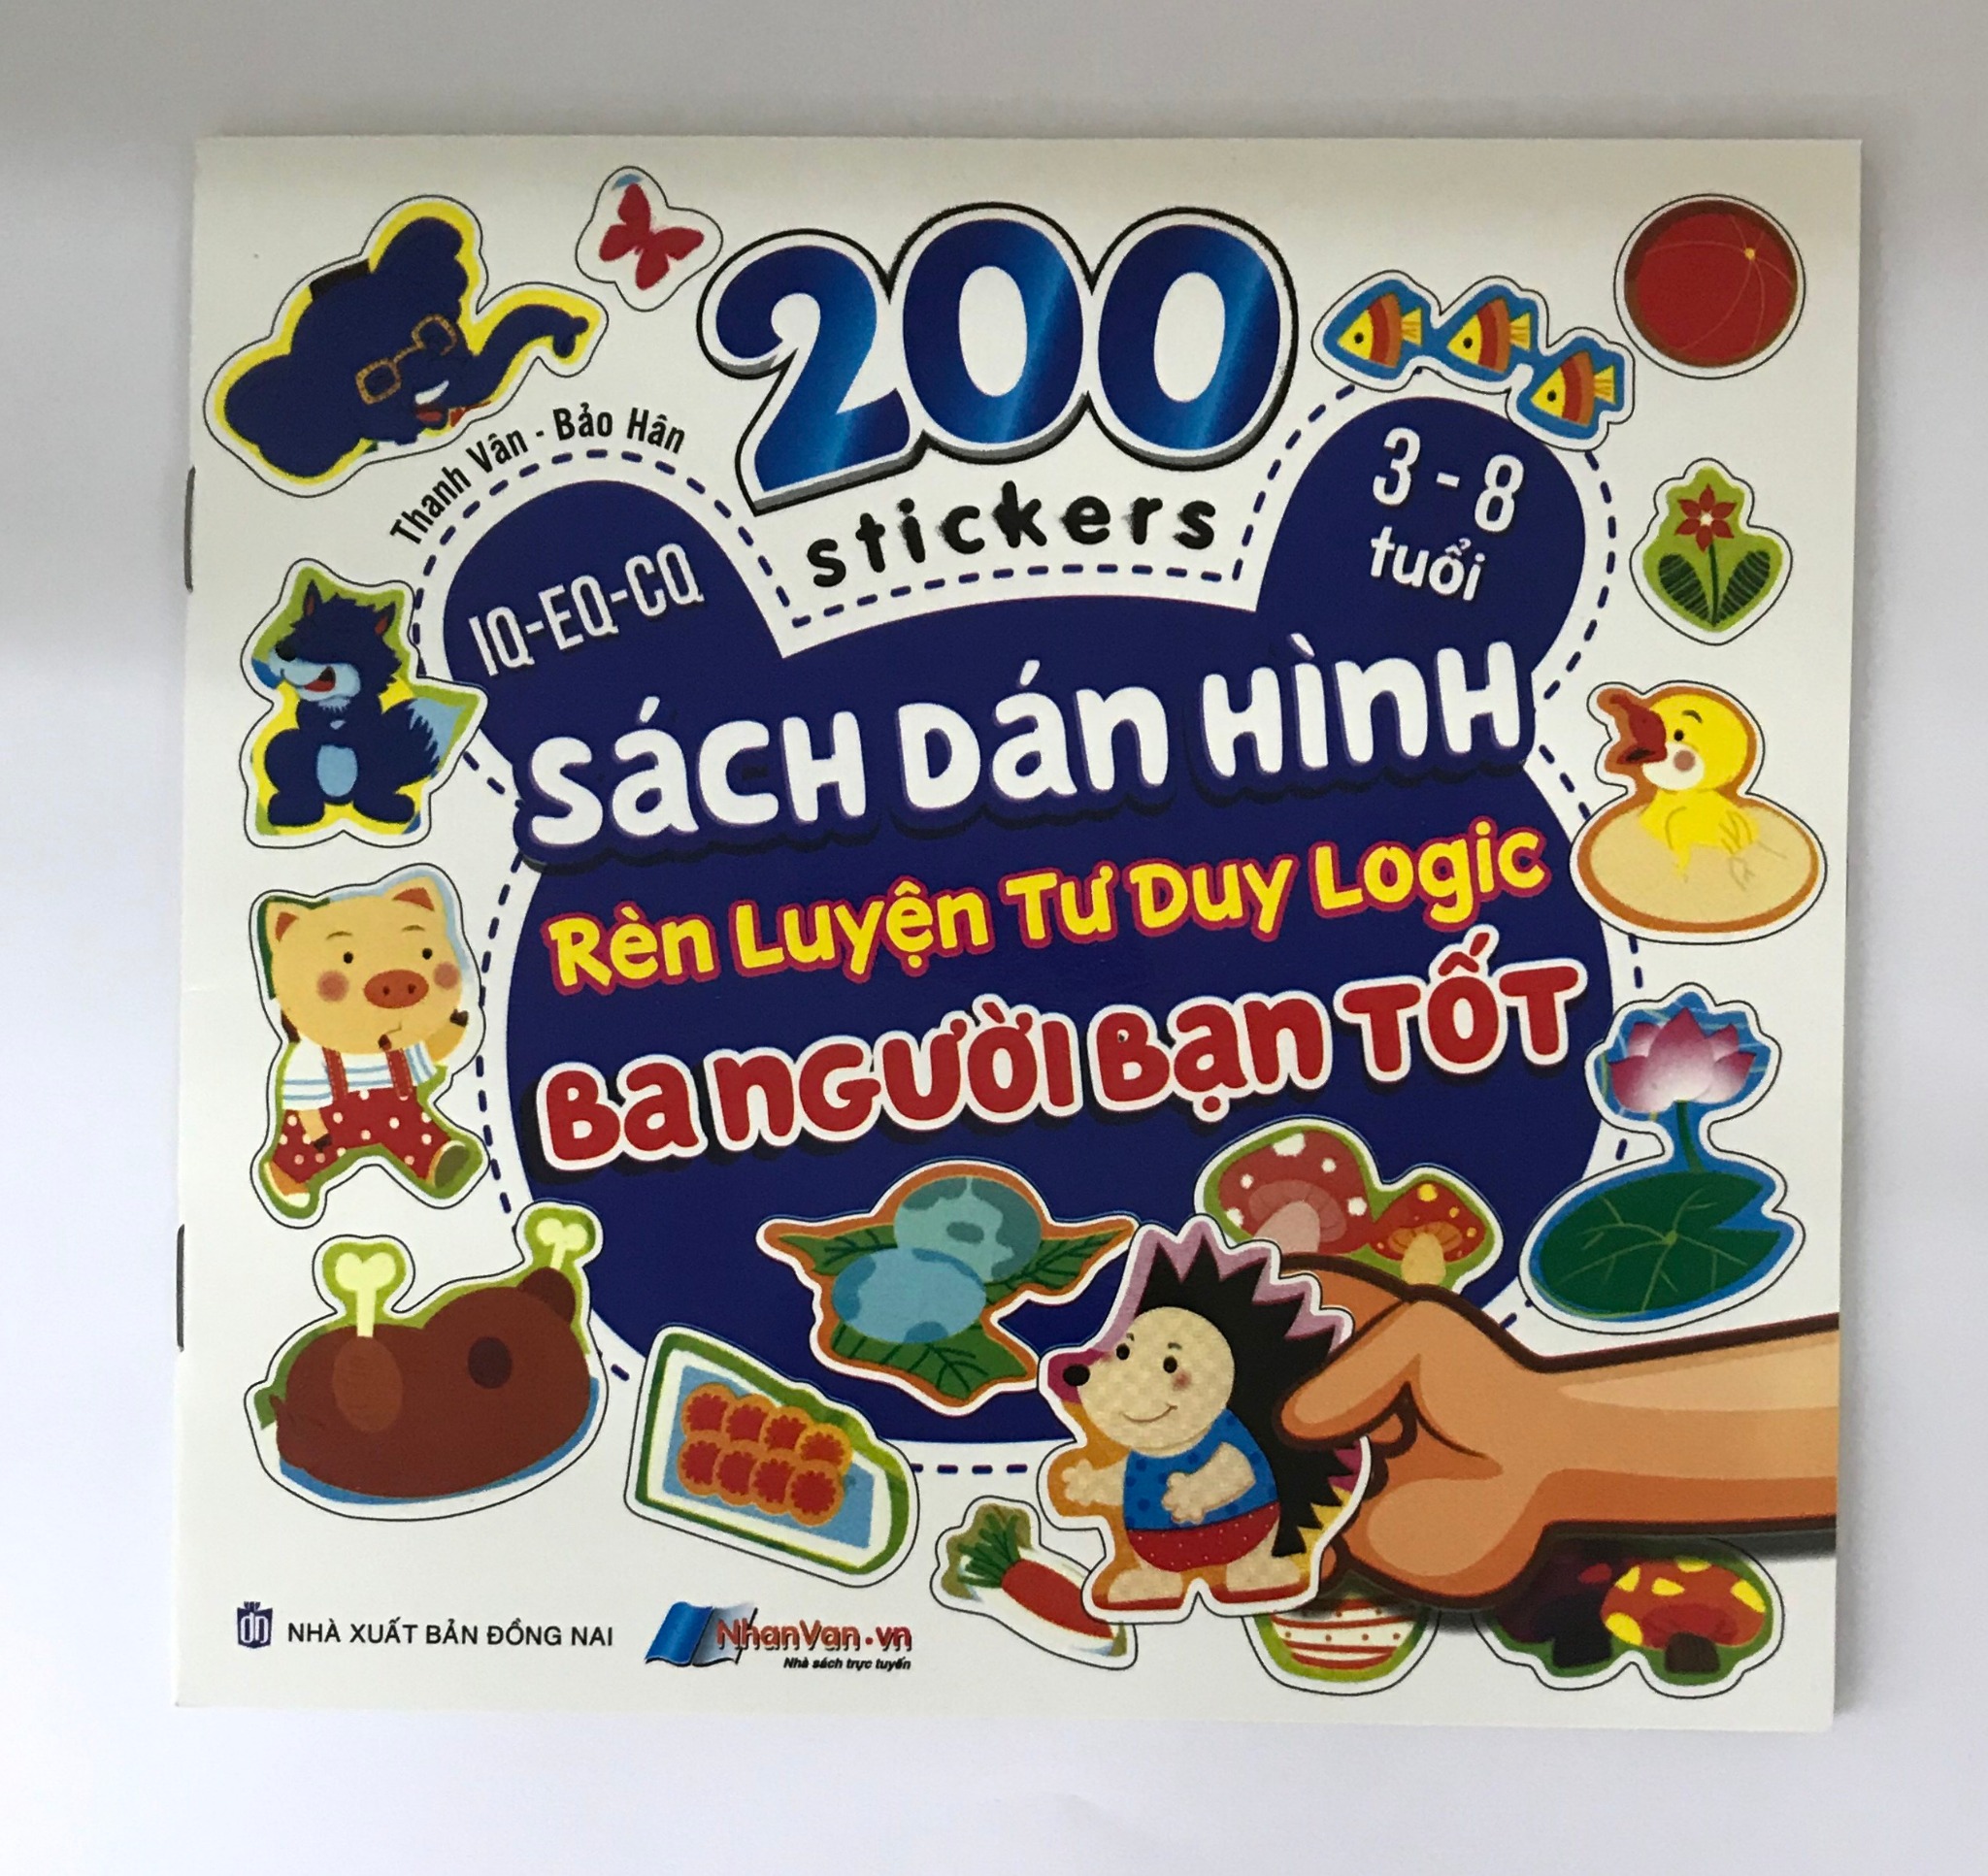 200
stickers
Thanh Vân - Bảo Hân
IQ-EQ-CQ
3 - 8
tuổi
SÁCH DÁN HÌNH
Rèn Luyện Tư Duy Logic
BA NGƯỜI BẠN TỐT
NHÀ XUẤT BẢN ĐỒNG NAI
NhanVan.vn
Nhà sách trực tuyến